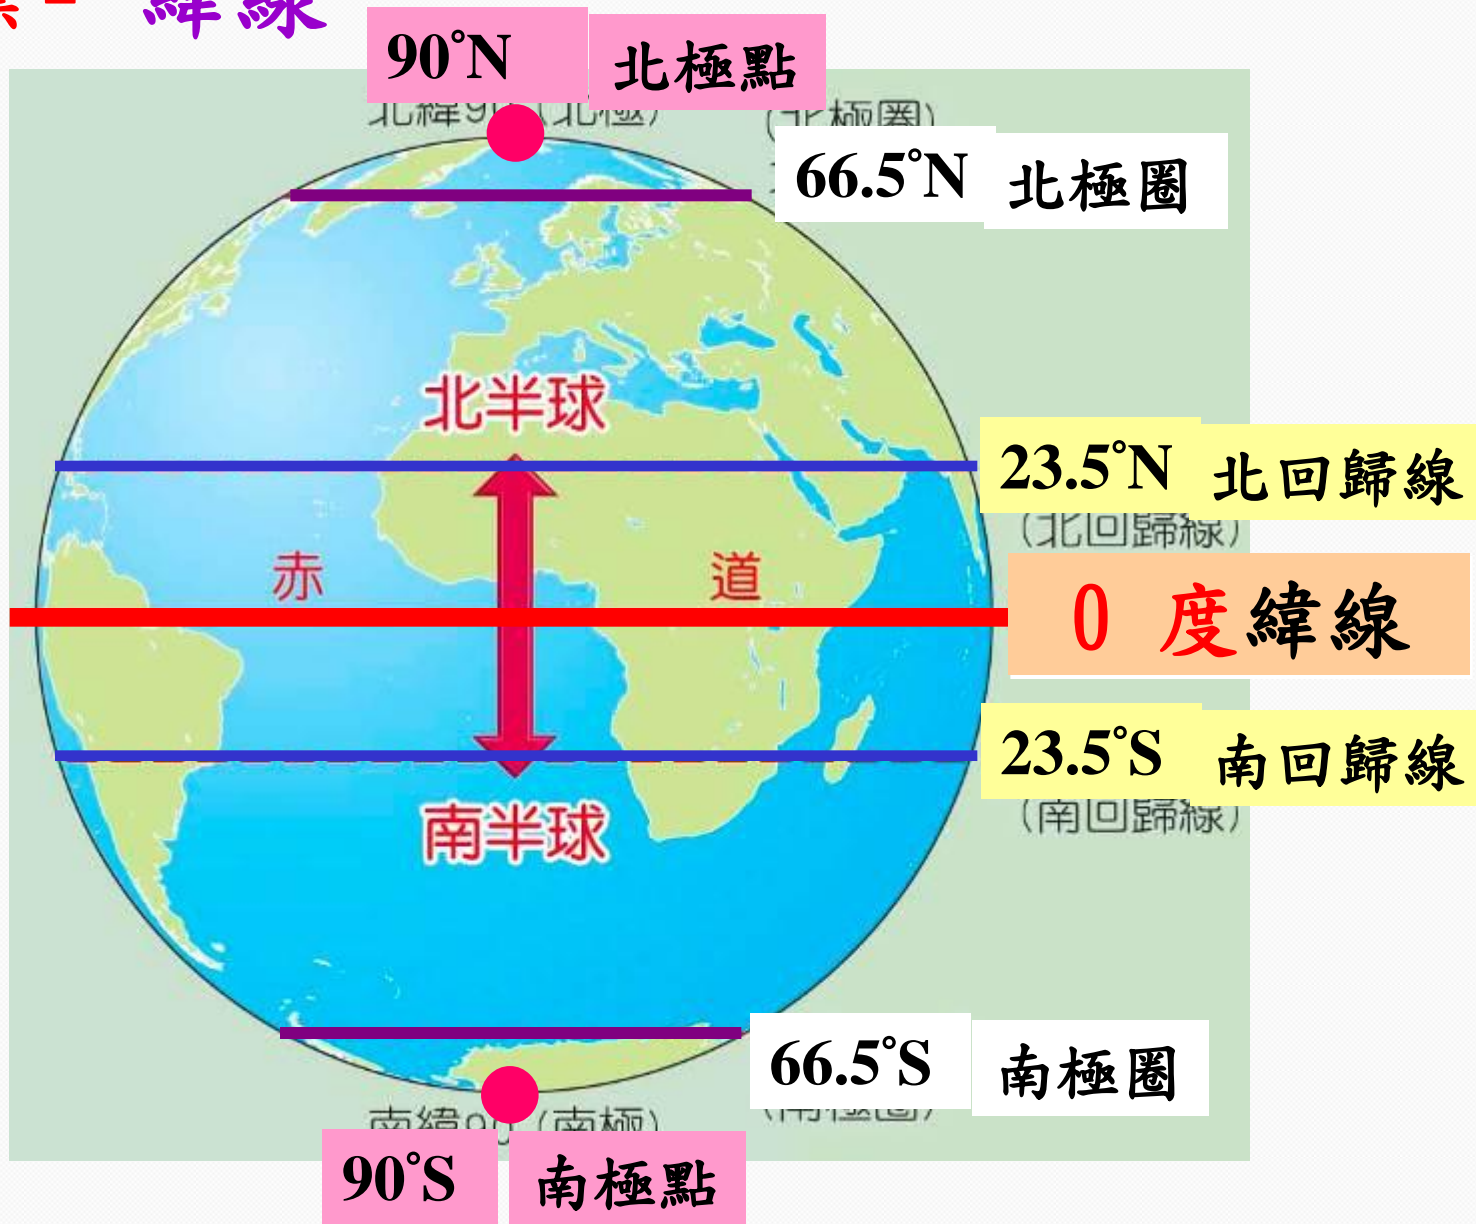 緯線
90°N 北極點
66.5°N 北極圈
北半球
23.5°N 北回歸線
(北回歸線)
赤道
0 度緯線
23.5°S 南回歸線
(南回歸線)
南半球
66.5°S 南極圈
90°S 南極點